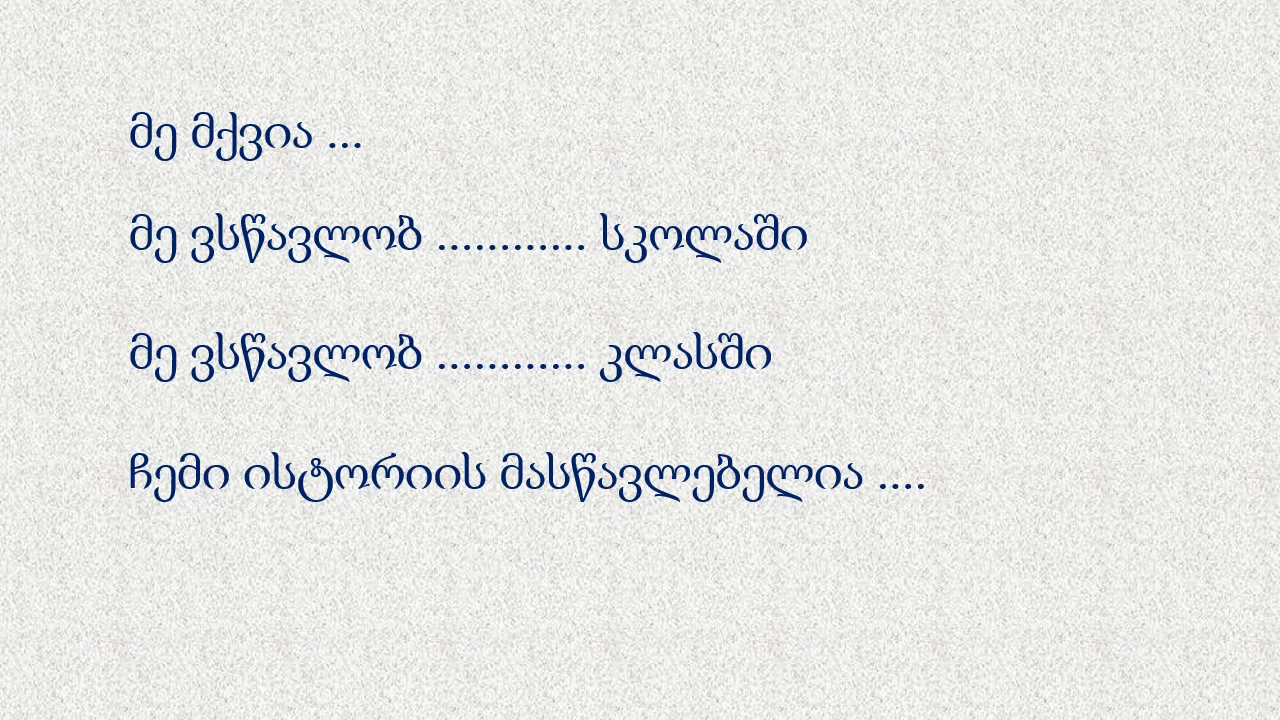 მე მქვია ...
მე ვსწავლობ ............ სკოლაში
მე ვსწავლობ ............ კლასში
ჩემი ისტორიის მასწავლებელია ....